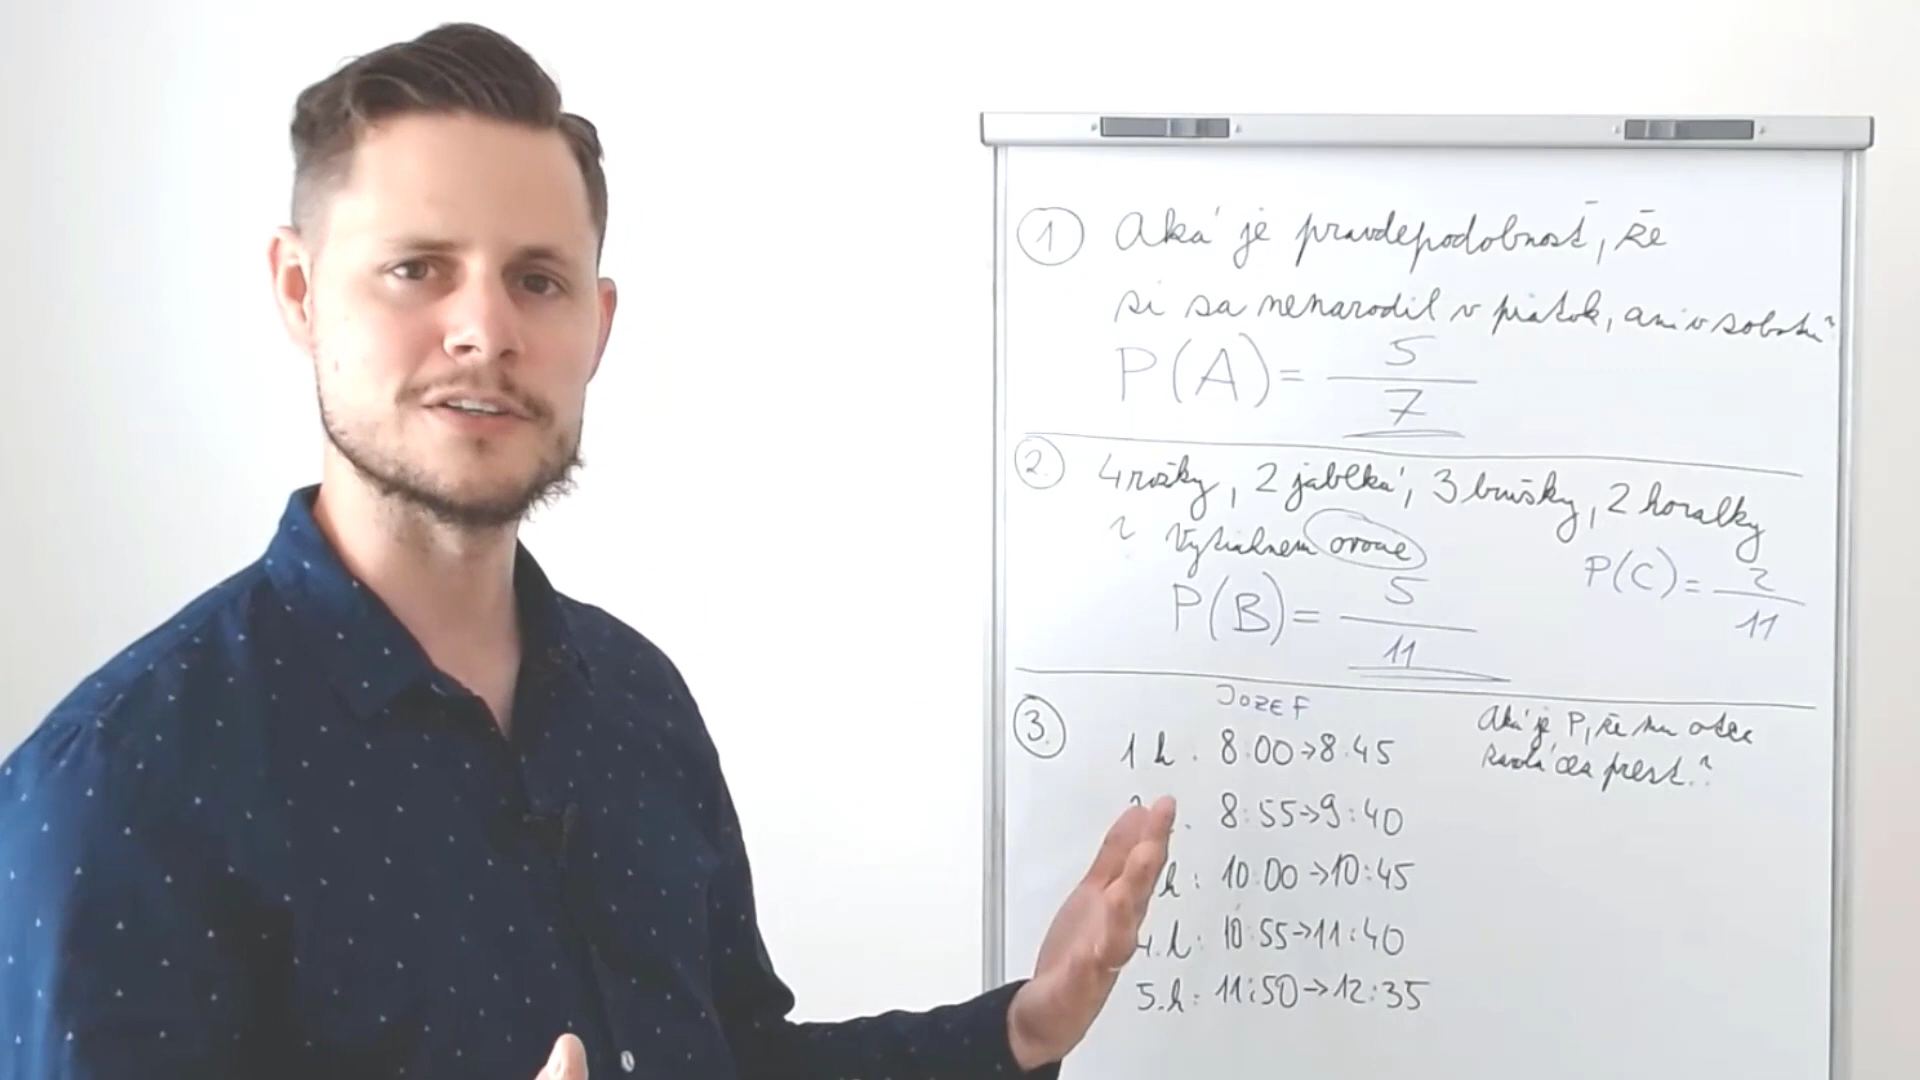 1 Aká je pravdepodobnosť, že
si sa nenarodil v piatok, ani v sobotu?
P(A) = 5/7
2. 4 rožky, 2 jablká, 3 hrušky, 2 horalky
? Vytiahnem ovocie
P(B) = 5/11
P(C) = 2/11
3. JOZEF
1 h. 8:00→8:45
8:55→9:40
h: 10:00→10:45
4.h: 10:55→11:40
5.h: 11:50→12:35
Aká je P, že mu otec
zavolá cez prest.?